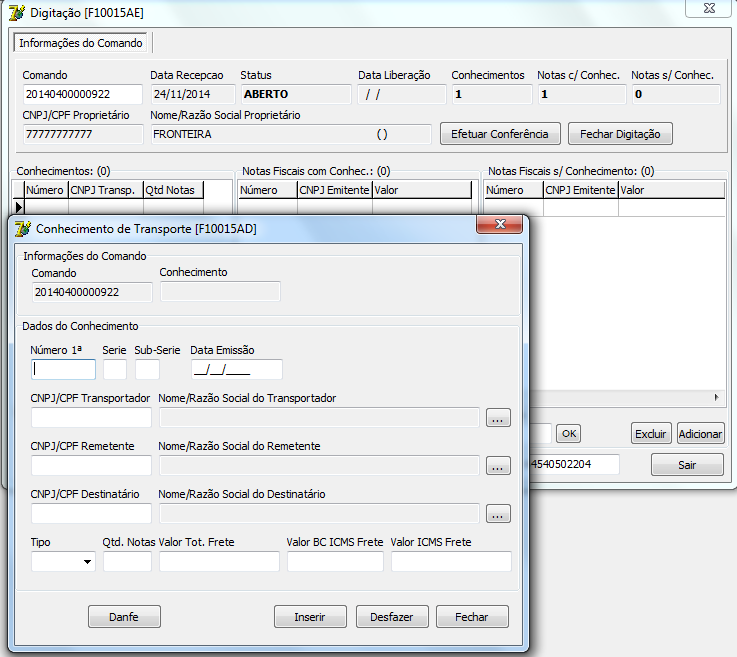 Digitação [F10015AE]
Informações do Comando
Comando Data Recepcao Status Data Liberação Conhecimentos Notas c/ Conhec. Notas s/ Conhec.
20140400000922 24/11/2014 ABERTO / / 1 1 0
CNPJ/CPF Proprietário Nome/Razão Social Proprietário
77777777777 FRONTEIRA ( ) Efetuar Conferência Fechar Digitação
Conhecimentos: (0) Notas Fiscais com Conhec.: (0) Notas Fiscais s/ Conhecimento: (0)
Número CNPJ Transp. Qtd Notas Número CNPJ Emitente Valor Número CNPJ Emitente Valor
Conhecimento de Transporte [F10015AD]
Informações do Comando
Comando Conhecimento
20140400000922
Dados do Conhecimento
Número 1ª Serie Sub-Serie Data Emissão
__/__/____
CNPJ/CPF Transportador Nome/Razão Social do Transportador
...
CNPJ/CPF Remetente Nome/Razão Social do Remetente
...
CNPJ/CPF Destinatário Nome/Razão Social do Destinatário
...
Tipo Qtd. Notas Valor Tot. Frete Valor BC ICMS Frete Valor ICMS Frete
Danfe Inserir Desfazer Fechar
OK Excluir Adicionar
4540502204 Sair